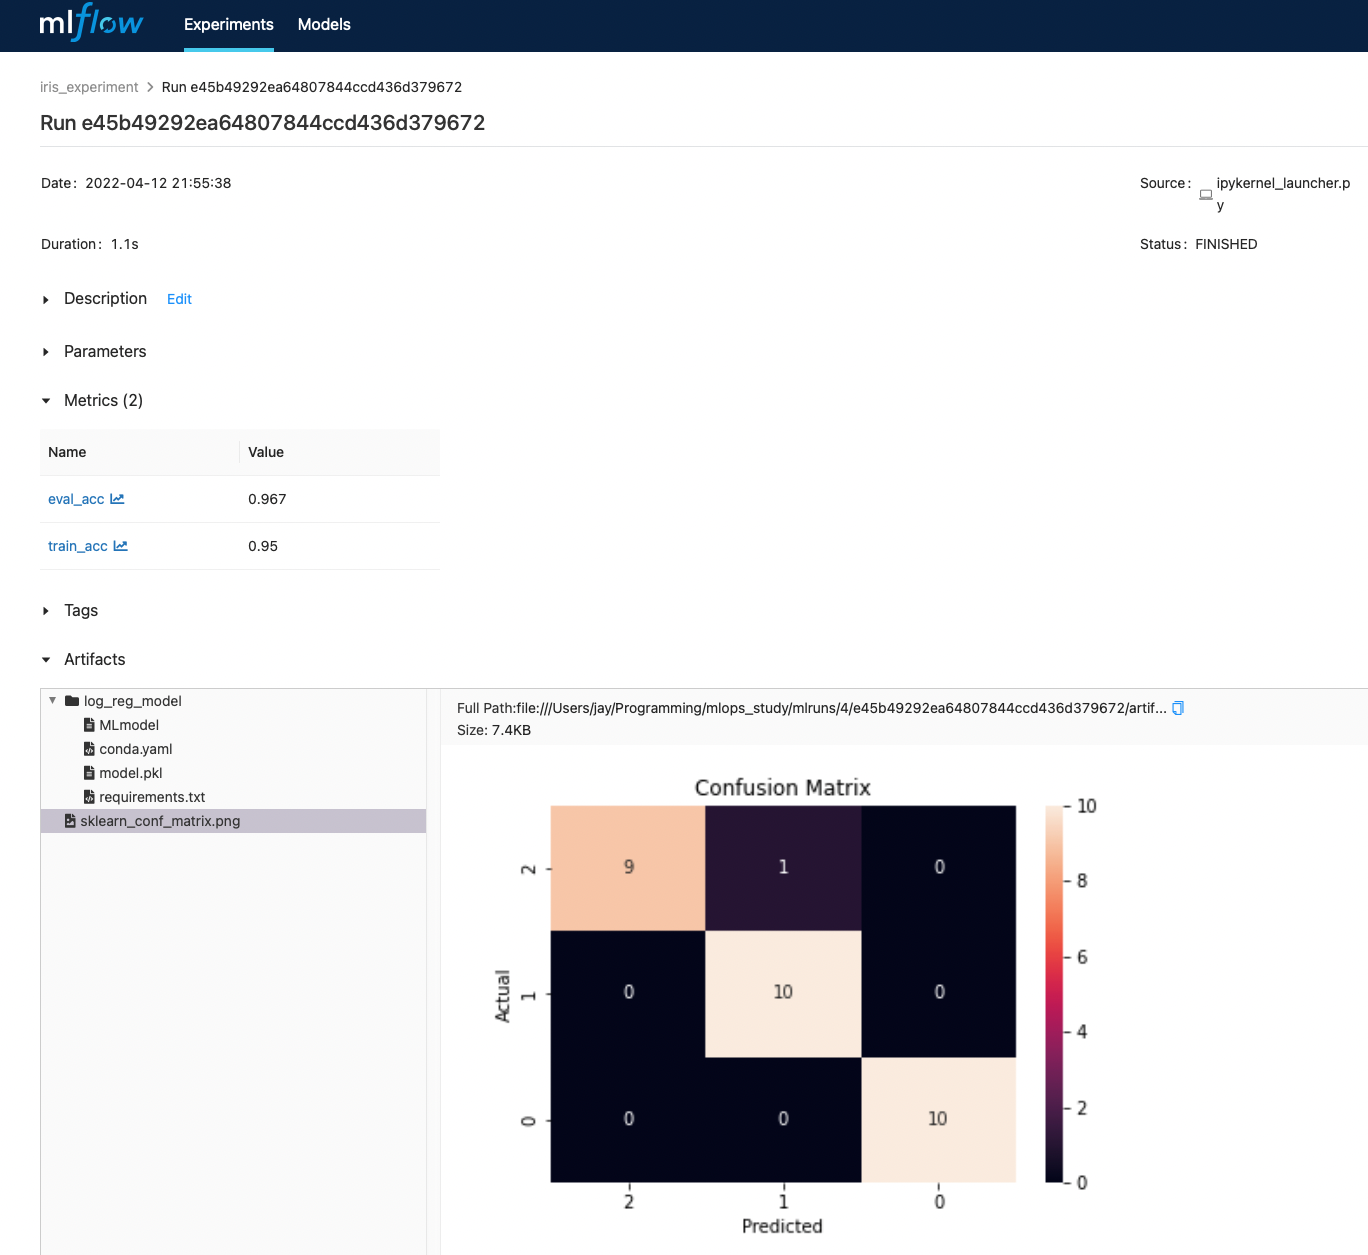 mlflow Experiments Models
iris_experiment > Run e45b49292ea64807844ccd436d379672
Run e45b49292ea64807844ccd436d379672
Date: 2022-04-12 21:55:38
Source: ipykernel_launcher.p
y
Duration: 1.1s
Status: FINISHED
Description Edit
Parameters
Metrics (2)
Name Value
eval_acc 0.967
train_acc 0.95
Tags
Artifacts
log_reg_model
MLmodel
conda.yaml
model.pkl
requirements.txt
sklearn_conf_matrix.png
Full Path:file:///Users/jay/Programming/mlops_study/mlruns/4/e45b49292ea64807844ccd436d379672/artif...
Size: 7.4KB
Confusion Matrix
2 9 1 0
1 0 10 0
0 0 0 10
Actual
2 1 0
Predicted
10
8
6
4
2
0